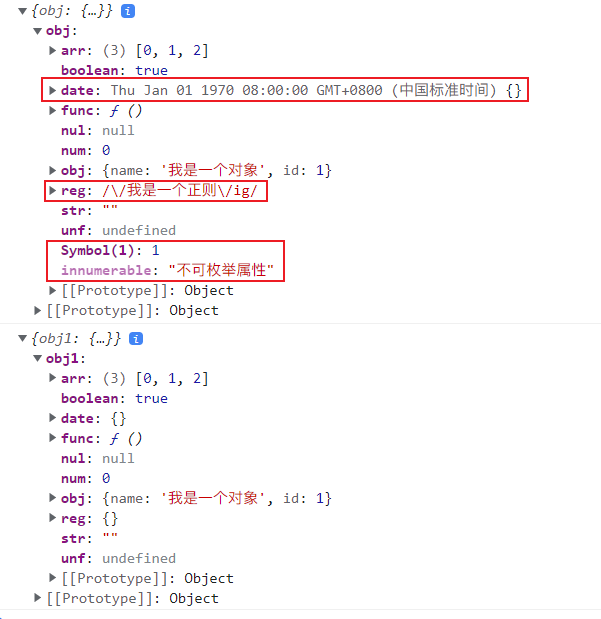 {obj: {…}} i
obj:
arr: (3) [0, 1, 2]
boolean: true
date: Thu Jan 01 1970 08:00:00 GMT+0800 (中国标准时间) {}
func: ƒ ()
nul: null
num: 0
obj: {name: '我是一个对象', id: 1}
reg: /\/我是一个正则\/ig/
str: ""
unf: undefined
Symbol(1): 1
innumerable: "不可枚举属性"
[[Prototype]]: Object
[[Prototype]]: Object
{obj1: {…}} i
obj1:
arr: (3) [0, 1, 2]
boolean: true
date: {}
func: ƒ ()
nul: null
num: 0
obj: {name: '我是一个对象', id: 1}
reg: {}
str: ""
unf: undefined
[[Prototype]]: Object
[[Prototype]]: Object